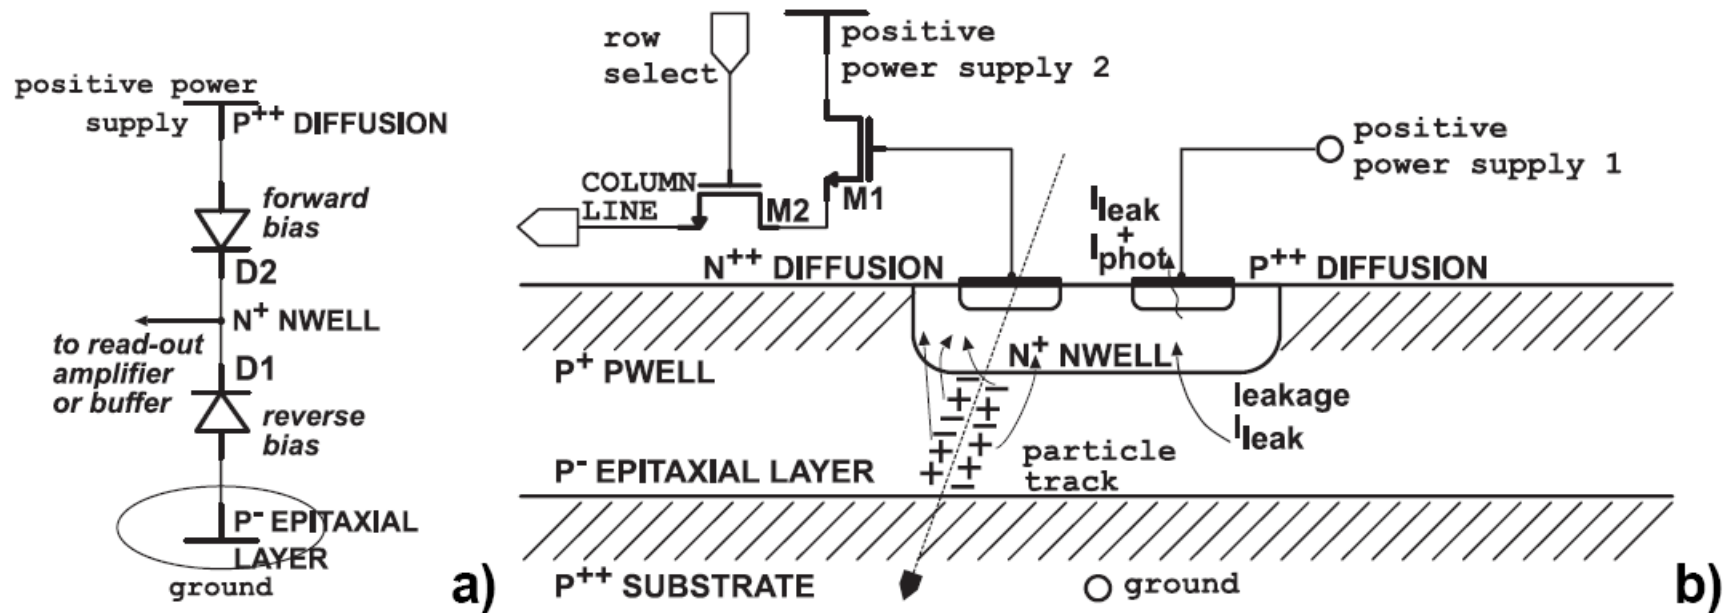 positive power
supply
P++ DIFFUSION
forward
bias
D2
N+ NWELL
to read-out
amplifier
or buffer
D1
reverse
bias
P- EPITAXIAL
LAYER
ground
a)
row
select
positive
power supply 2
positive
power supply 1
COLUMN
LINE
M2
M1
Ileak
+
Iphot
N++ DIFFUSION
P++ DIFFUSION
P+ PWELL
N+ NWELL
leakage
Ileak
particle
track
P- EPITAXIAL LAYER
P++ SUBSTRATE
ground
b)